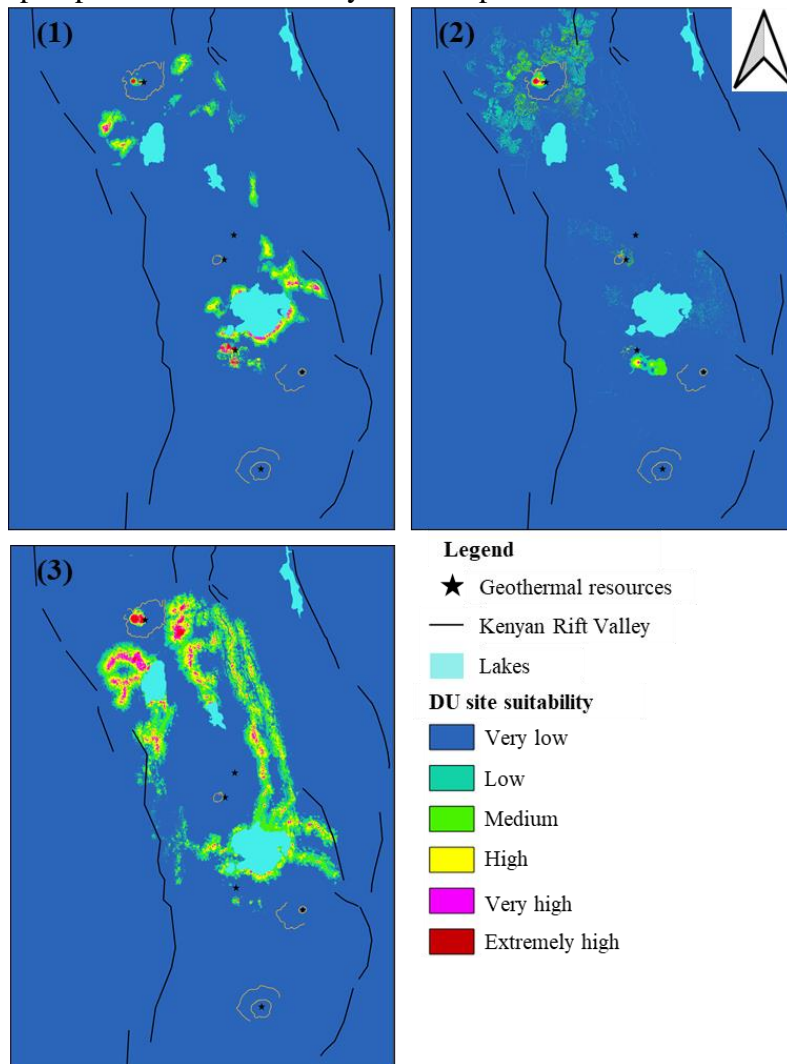 (1)
(2)
(3)
Legend
Geothermal resources
Kenyan Rift Valley
Lakes
DU site suitability
Very low
Low
Medium
High
Very high
Extremely high